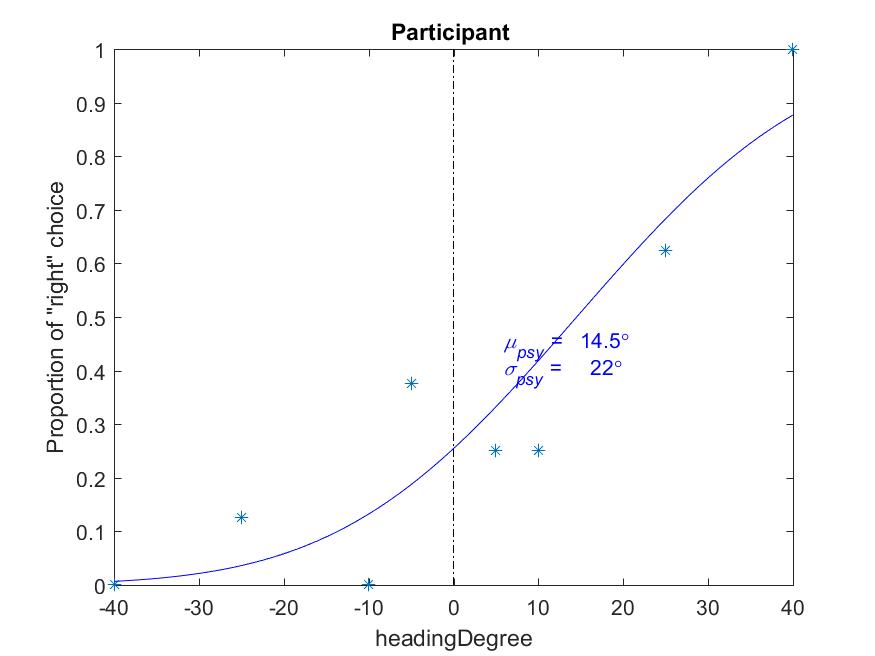 Participant
1
0.9
0.8
0.7
0.6
0.5
0.4
0.3
0.2
0.1
0
Proportion of "right" choice
μpsy = 14.5°
σpsy = 22°
-40 -30 -20 -10 0 10 20 30 40
headingDegree